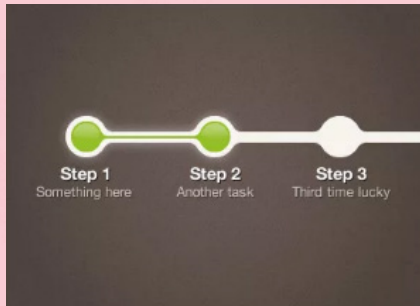 Step 1
Something here
Step 2
Another task
Step 3
Third time lucky